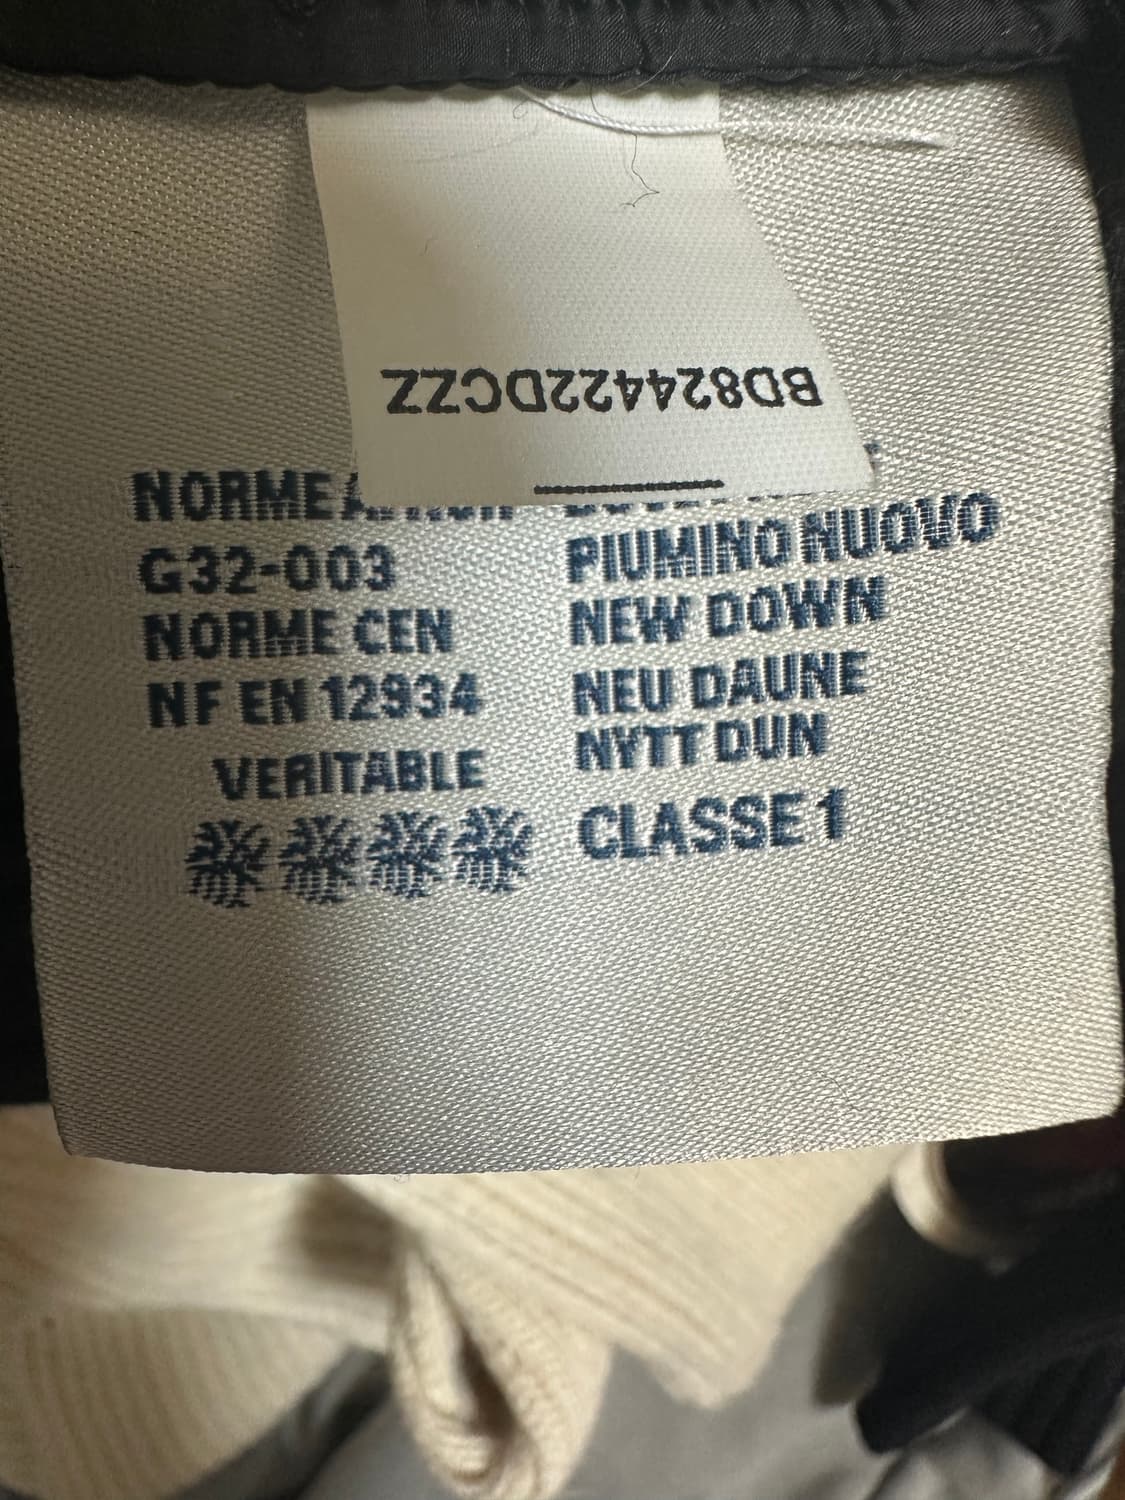 BD824422DCZZ
NORME
G32-003
NORME CEN
NF EN 12934
VERITABLE
PIUMINO NUOVO
NEW DOWN
NEU DAUNE
NYTT DUN
CLASSE 1